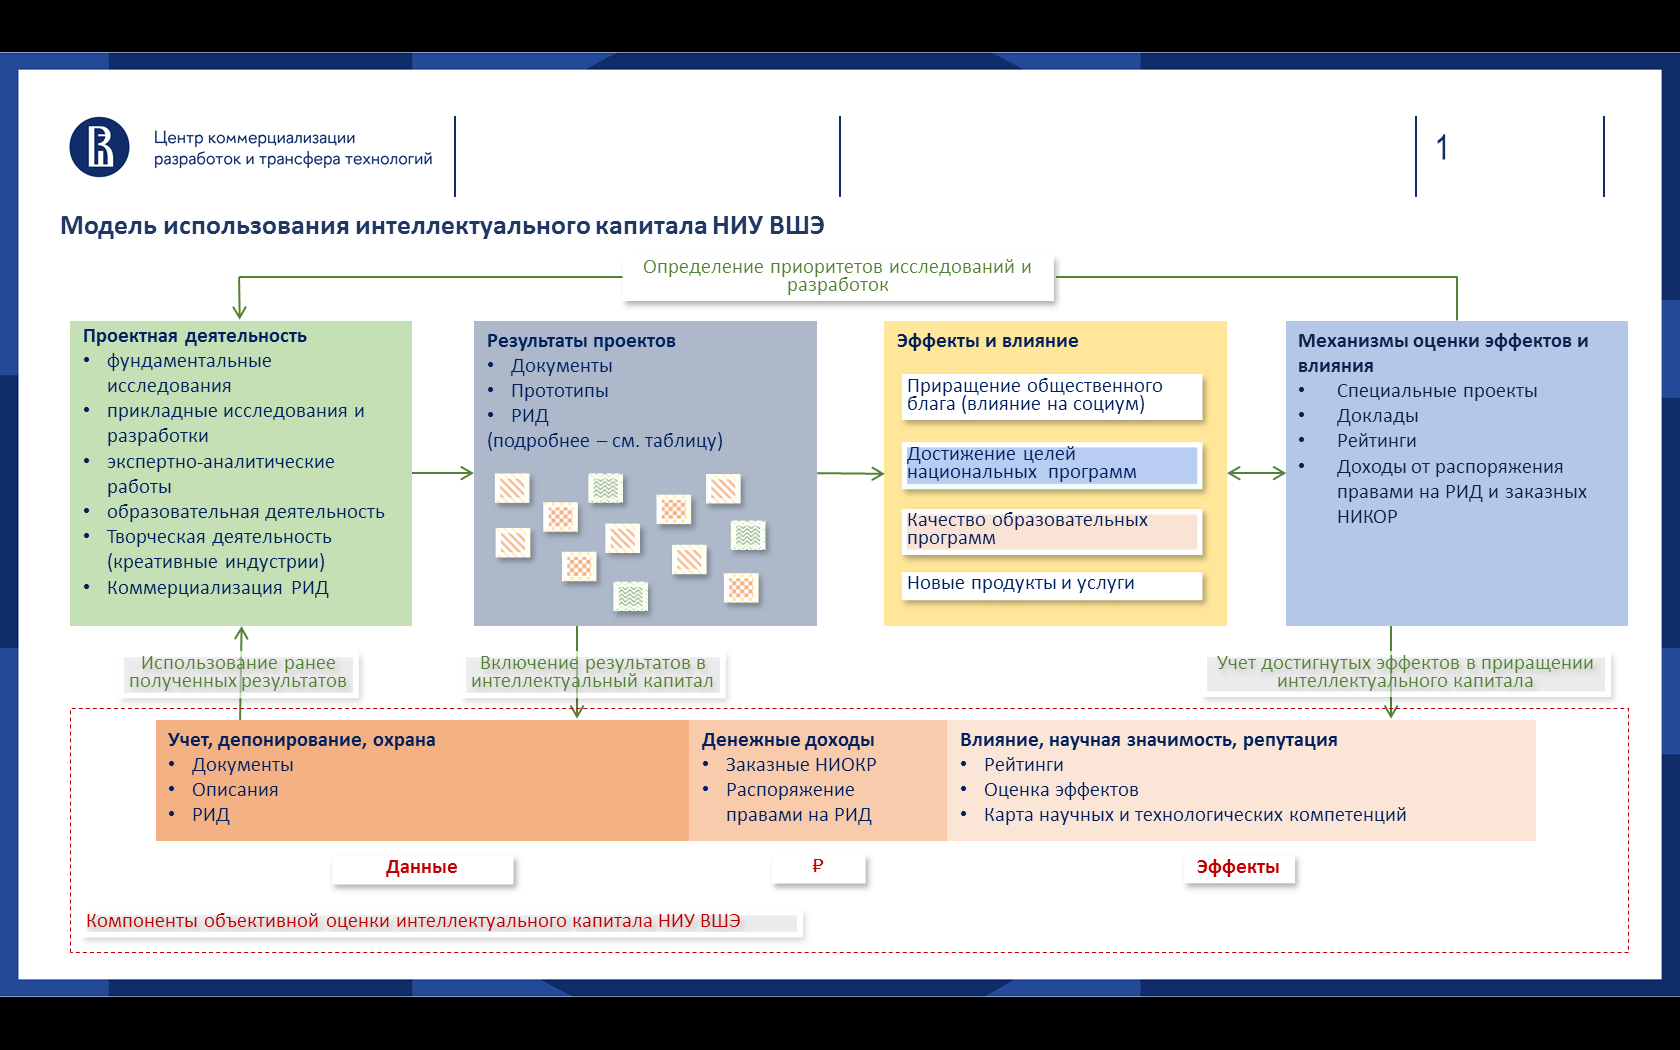 Центр коммерциализации
разработок и трансфера технологий
1
Модель использования интеллектуального капитала НИУ ВШЭ
Определение приоритетов исследований и
разработок
Проектная деятельность
• фундаментальные
исследования
• прикладные исследования и
разработки
• экспертно-аналитические
работы
• образовательная деятельность
• Творческая деятельность
(креативные индустрии)
• Коммерциализация РИД
Результаты проектов
• Документы
• Прототипы
• РИД
(подробнее – см. таблицу)
Эффекты и влияние
Приращение общественного
блага (влияние на социум)
Достижение целей
национальных программ
Качество образовательных
программ
Новые продукты и услуги
Механизмы оценки эффектов и
влияния
• Специальные проекты
• Доклады
• Рейтинги
• Доходы от распоряжения
правами на РИД и заказных
НИКОР
Использование ранее
полученных результатов
Включение результатов в
интеллектуальный капитал
Учет достигнутых эффектов в приращении
интеллектуального капитала
Учет, депонирование, охрана
• Документы
• Описания
• РИД
Денежные доходы
• Заказные НИОКР
• Распоряжение
правами на РИД
Влияние, научная значимость, репутация
• Рейтинги
• Оценка эффектов
• Карта научных и технологических компетенций
Данные
₽
Эффекты
Компоненты объективной оценки интеллектуального капитала НИУ ВШЭ